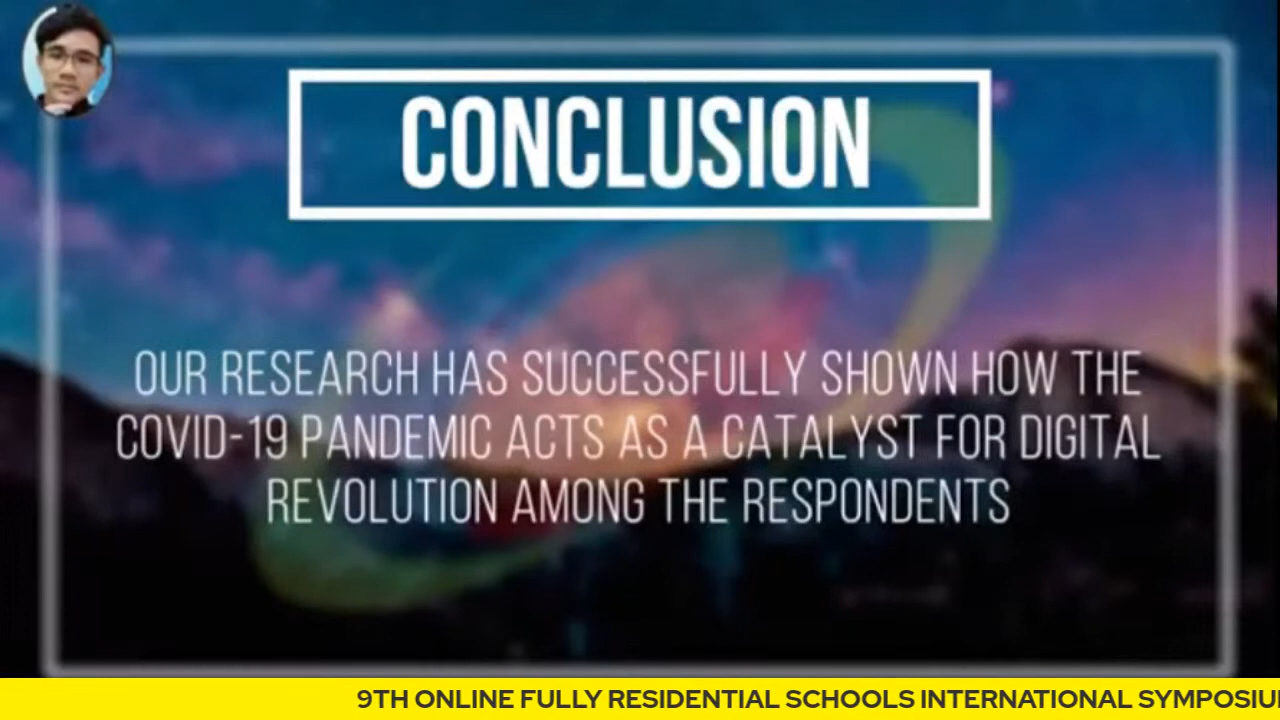 CONCLUSION
OUR RESEARCH HAS SUCCESSFULLY SHOWN HOW THE
COVID-19 PANDEMIC ACTS AS A CATALYST FOR DIGITAL
REVOLUTION AMONG THE RESPONDENTS
9TH ONLINE FULLY RESIDENTIAL SCHOOLS INTERNATIONAL